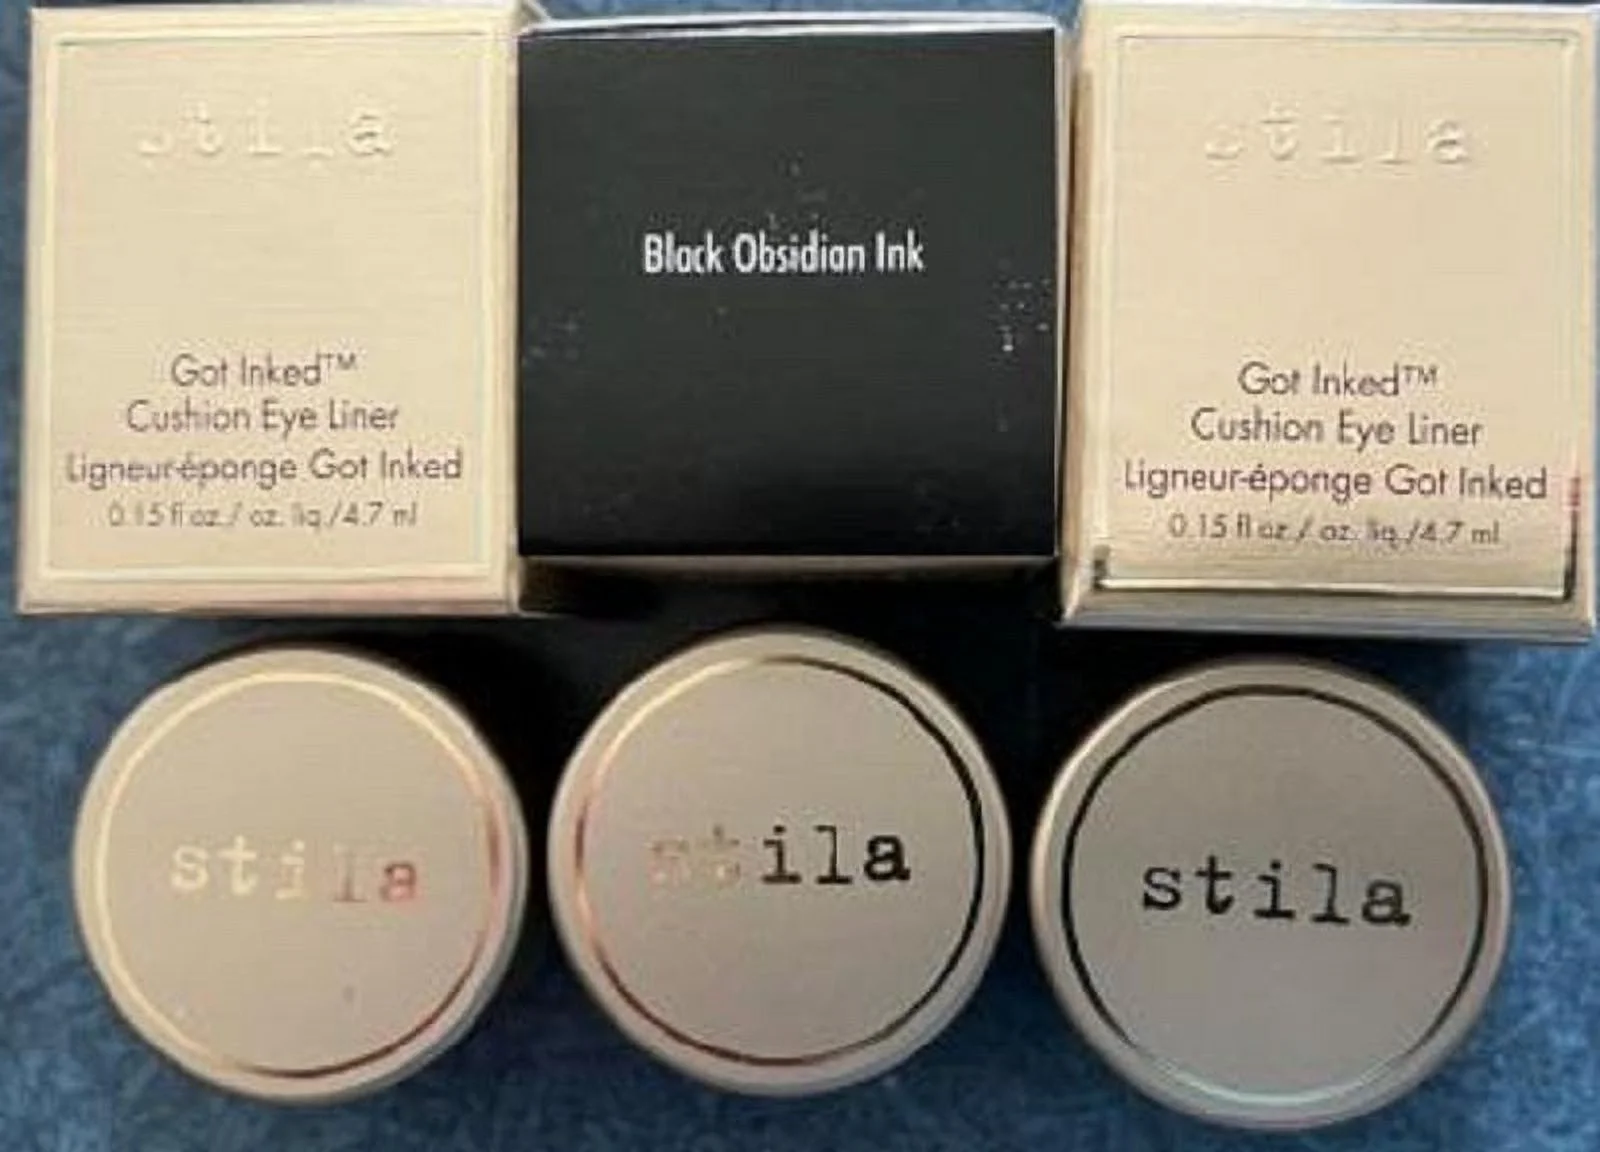 stila
Got Inked™
Cushion Eye Liner
Ligneur-éponge Got Inked
0.15 fl oz./ oz. liq./4.7 ml
Black Obsidian Ink
stila
Got Inked™
Cushion Eye Liner
Ligneur-éponge Got Inked
0.15 fl oz./ oz. liq./4.7 ml
stila
stila
stila